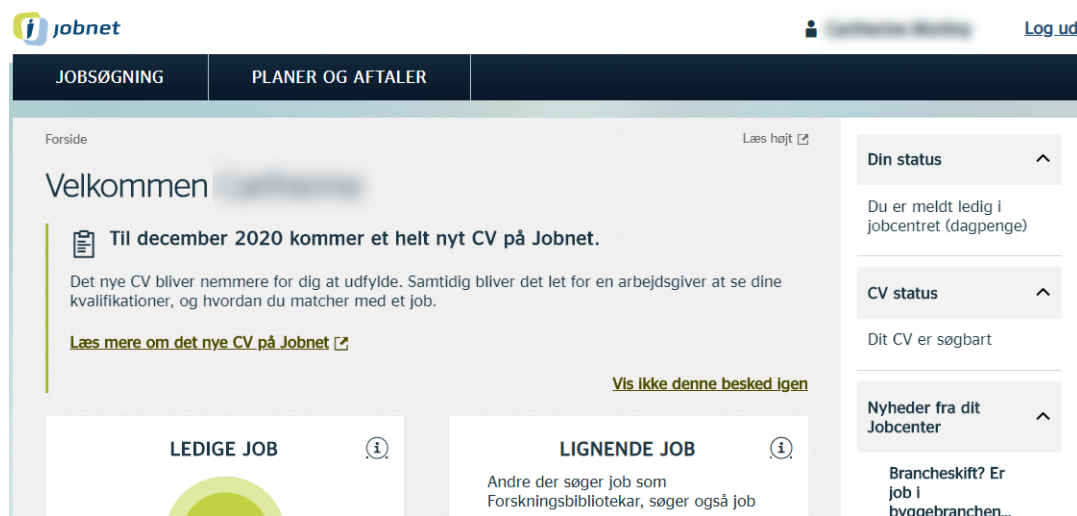 jobnet
Log ud
JOBSØGNING
PLANER OG AFTALER
Forside
Læs højt
Velkommen
Til december 2020 kommer et helt nyt CV på Jobnet.
Det nye CV bliver nemmere for dig at udfylde. Samtidig bliver det let for en arbejdsgiver at se dine
kvalifikationer, og hvordan du matcher med et job.
Læs mere om det nye CV på Jobnet
Vis ikke denne besked igen
LEDIGE JOB
LIGNENDE JOB
Andre der søger job som
Forskningsbibliotekar, søger også job
Din status
Du er meldt ledig i
jobcentret (dagpenge)
CV status
Dit CV er søgbart
Nyheder fra dit
Jobcenter
Brancheskift? Er
job i
byggebranchen...